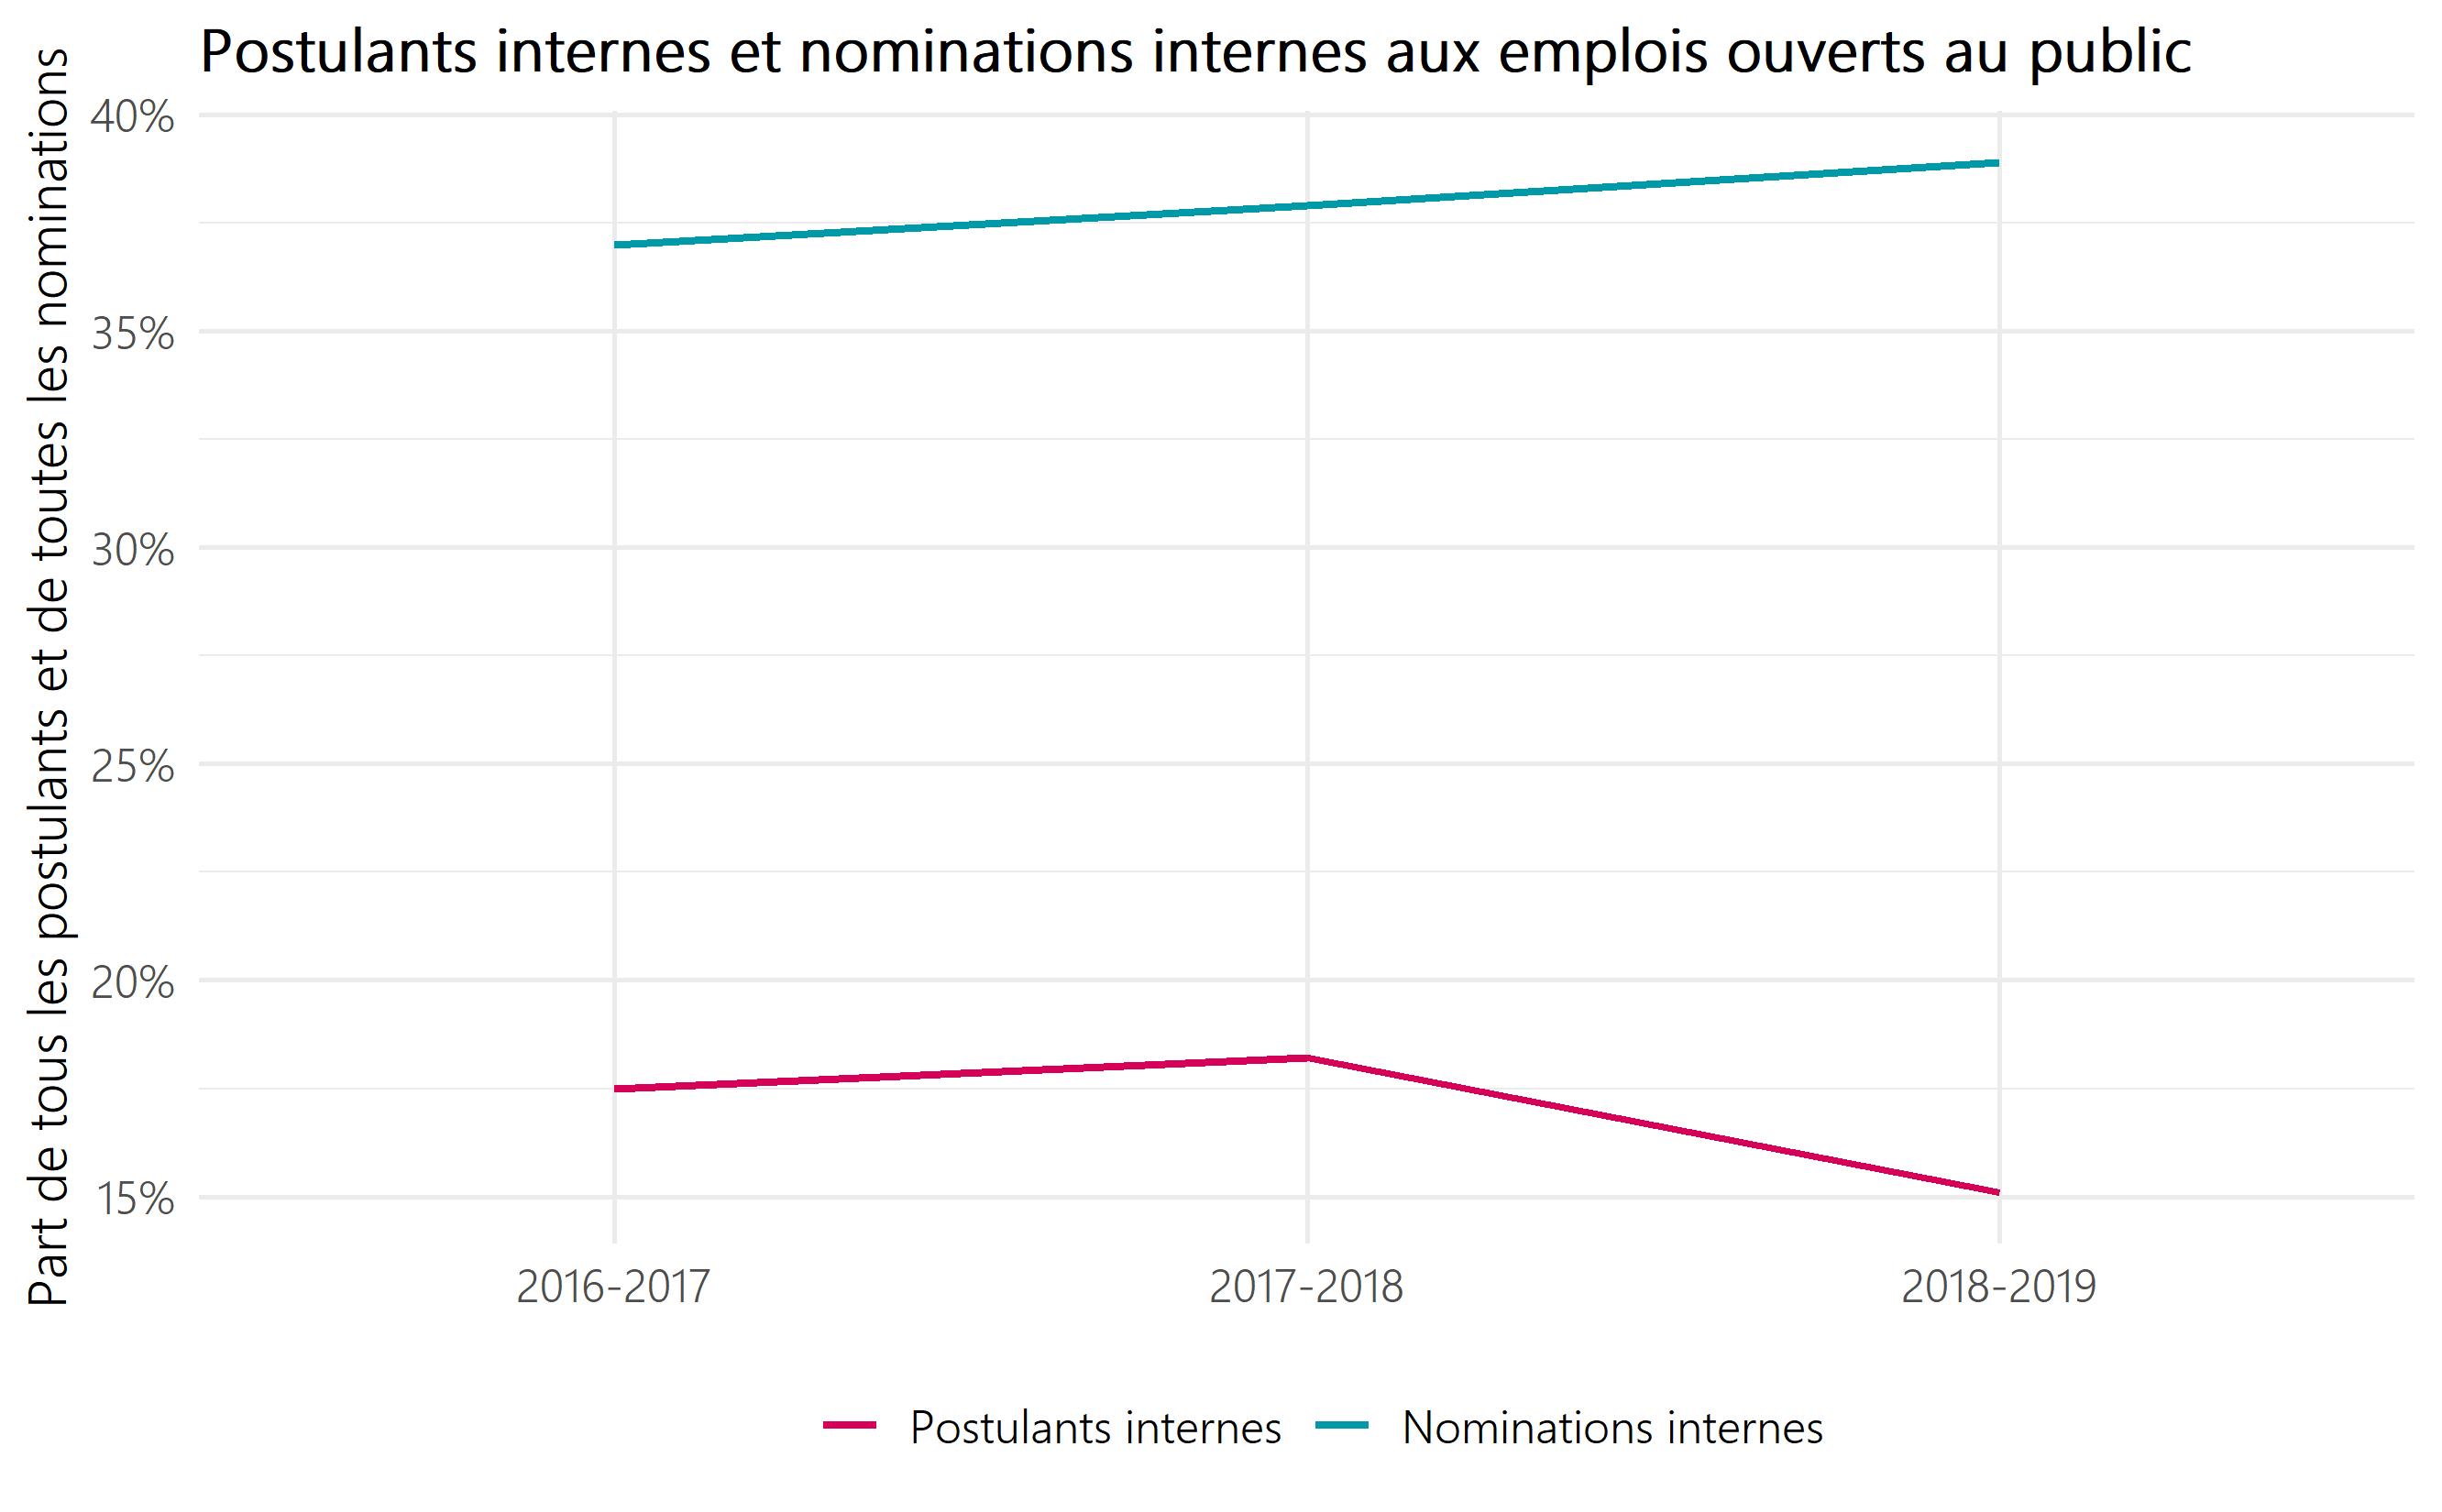 Postulants internes et nominations internes aux emplois ouverts au public
Part de tous les postulants et de toutes les nominations
40%
35%
30%
25%
20%
15%
2016-2017
2017-2018
2018-2019
Postulants internes
Nominations internes